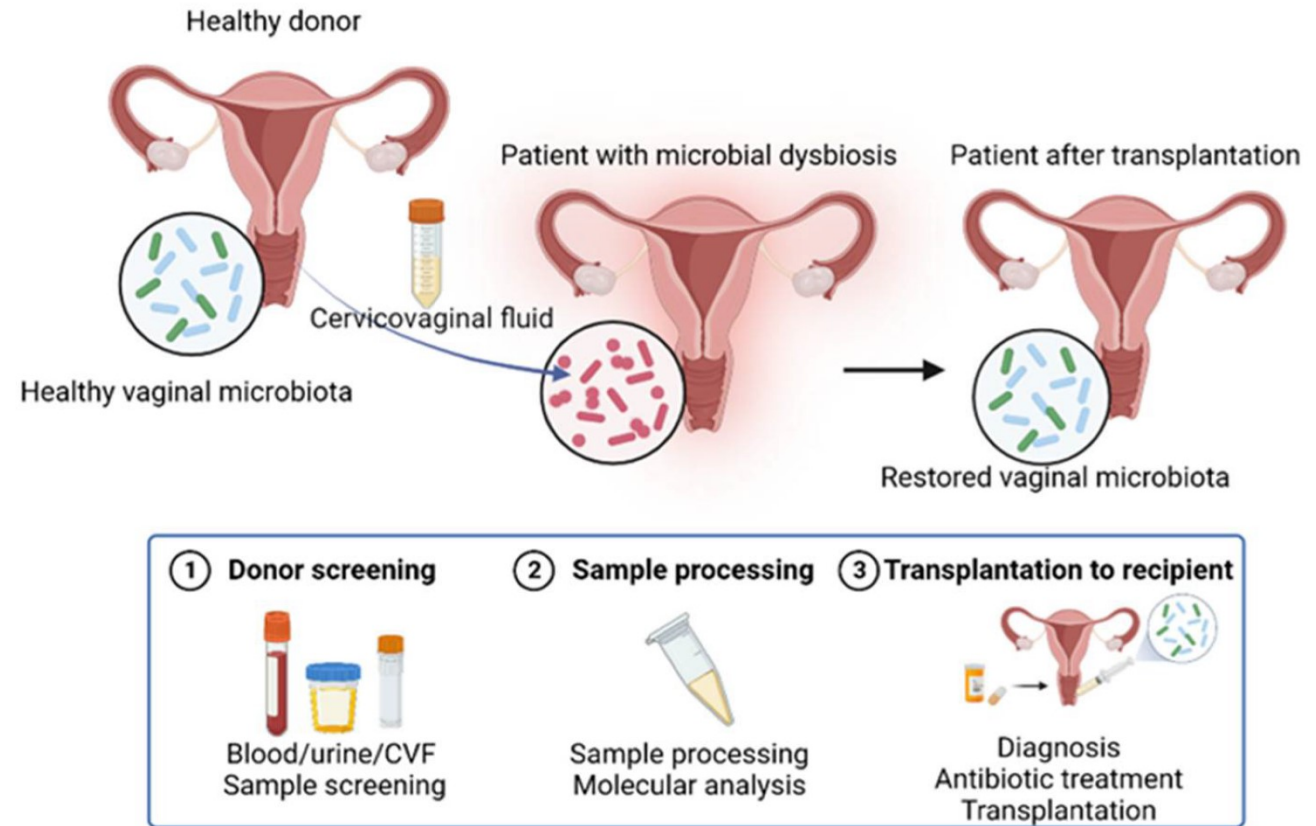 Healthy donor
Patient with microbial dysbiosis
Patient after transplantation
Cervicovaginal fluid
Healthy vaginal microbiota
Restored vaginal microbiota
1 Donor screening
2 Sample processing
3 Transplantation to recipient
Blood/urine/CVF
Sample screening
Sample processing
Molecular analysis
Diagnosis
Antibiotic treatment
Transplantation